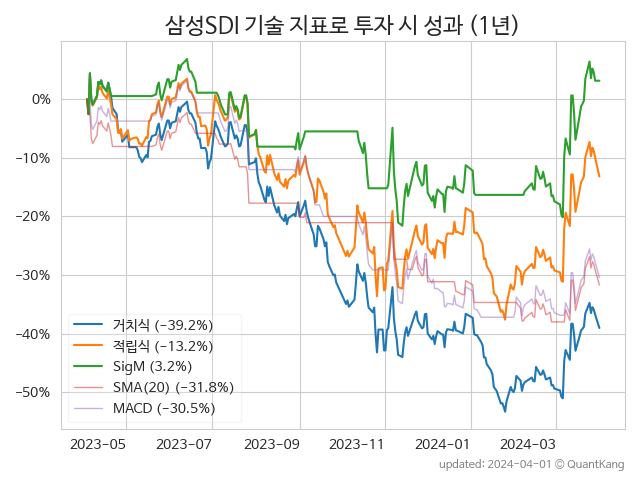 삼성SDI 기술 지표로 투자 시 성과 (1년)
0%
−10%
−20%
−30%
−40%
−50%
거치식 (−39.2%)
적립식 (−13.2%)
SigM (3.2%)
SMA(20) (−31.8%)
MACD (−30.5%)
2023-05 2023-07 2023-09 2023-11 2024-01 2024-03
updated: 2024-04-01 © QuantKang